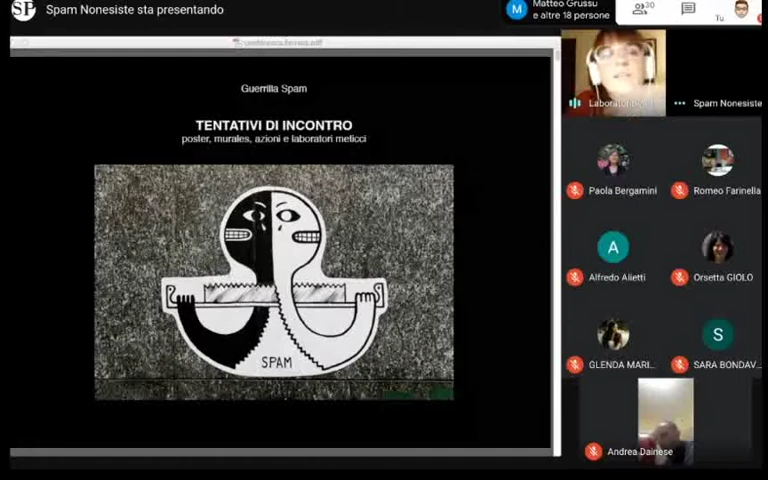 SP
Spam Nonesiste sta presentando
M
Matteo Grussu
e altre 18 persone
30
Tu
Guerrilla Spam
TENTATIVI DI INCONTRO
poster, murales, azioni e laboratori meticci
SPAM
Spam Nonesiste
Paola Bergamini
Romeo Farinella
A
Alfredo Alietti
Orsetta GIOLO
GLENDA MARI...
S
SARA BONDAV...
Andrea Dainese